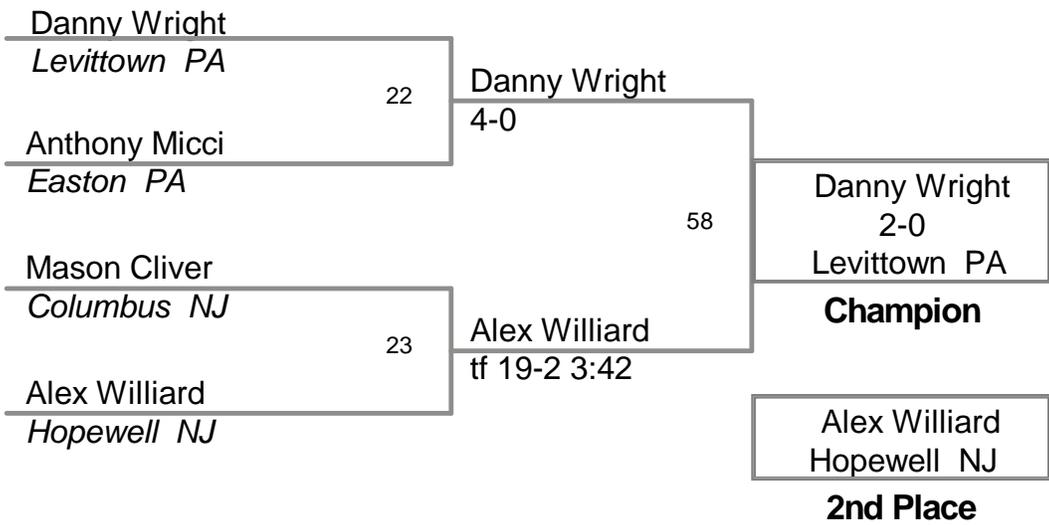 Danny Wright
Levittown PA
22
Anthony Micci
Easton PA
Mason Cliver
Columbus NJ
23
Alex Williard
Hopewell NJ
Danny Wright
4-0
58
Alex Williard
tf 19-2 3:42
Danny Wright
2-0
Levittown PA
Champion
Alex Williard
Hopewell NJ
2nd Place